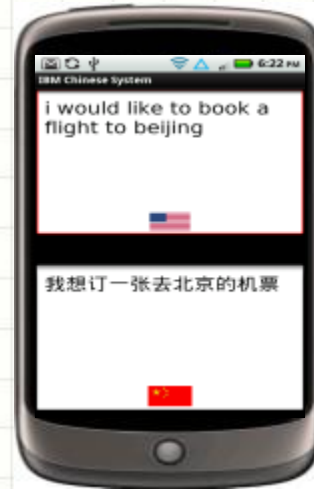 6:22 PM
IBM Chinese System
i would like to book a
flight to beijing
我想订一张去北京的机票